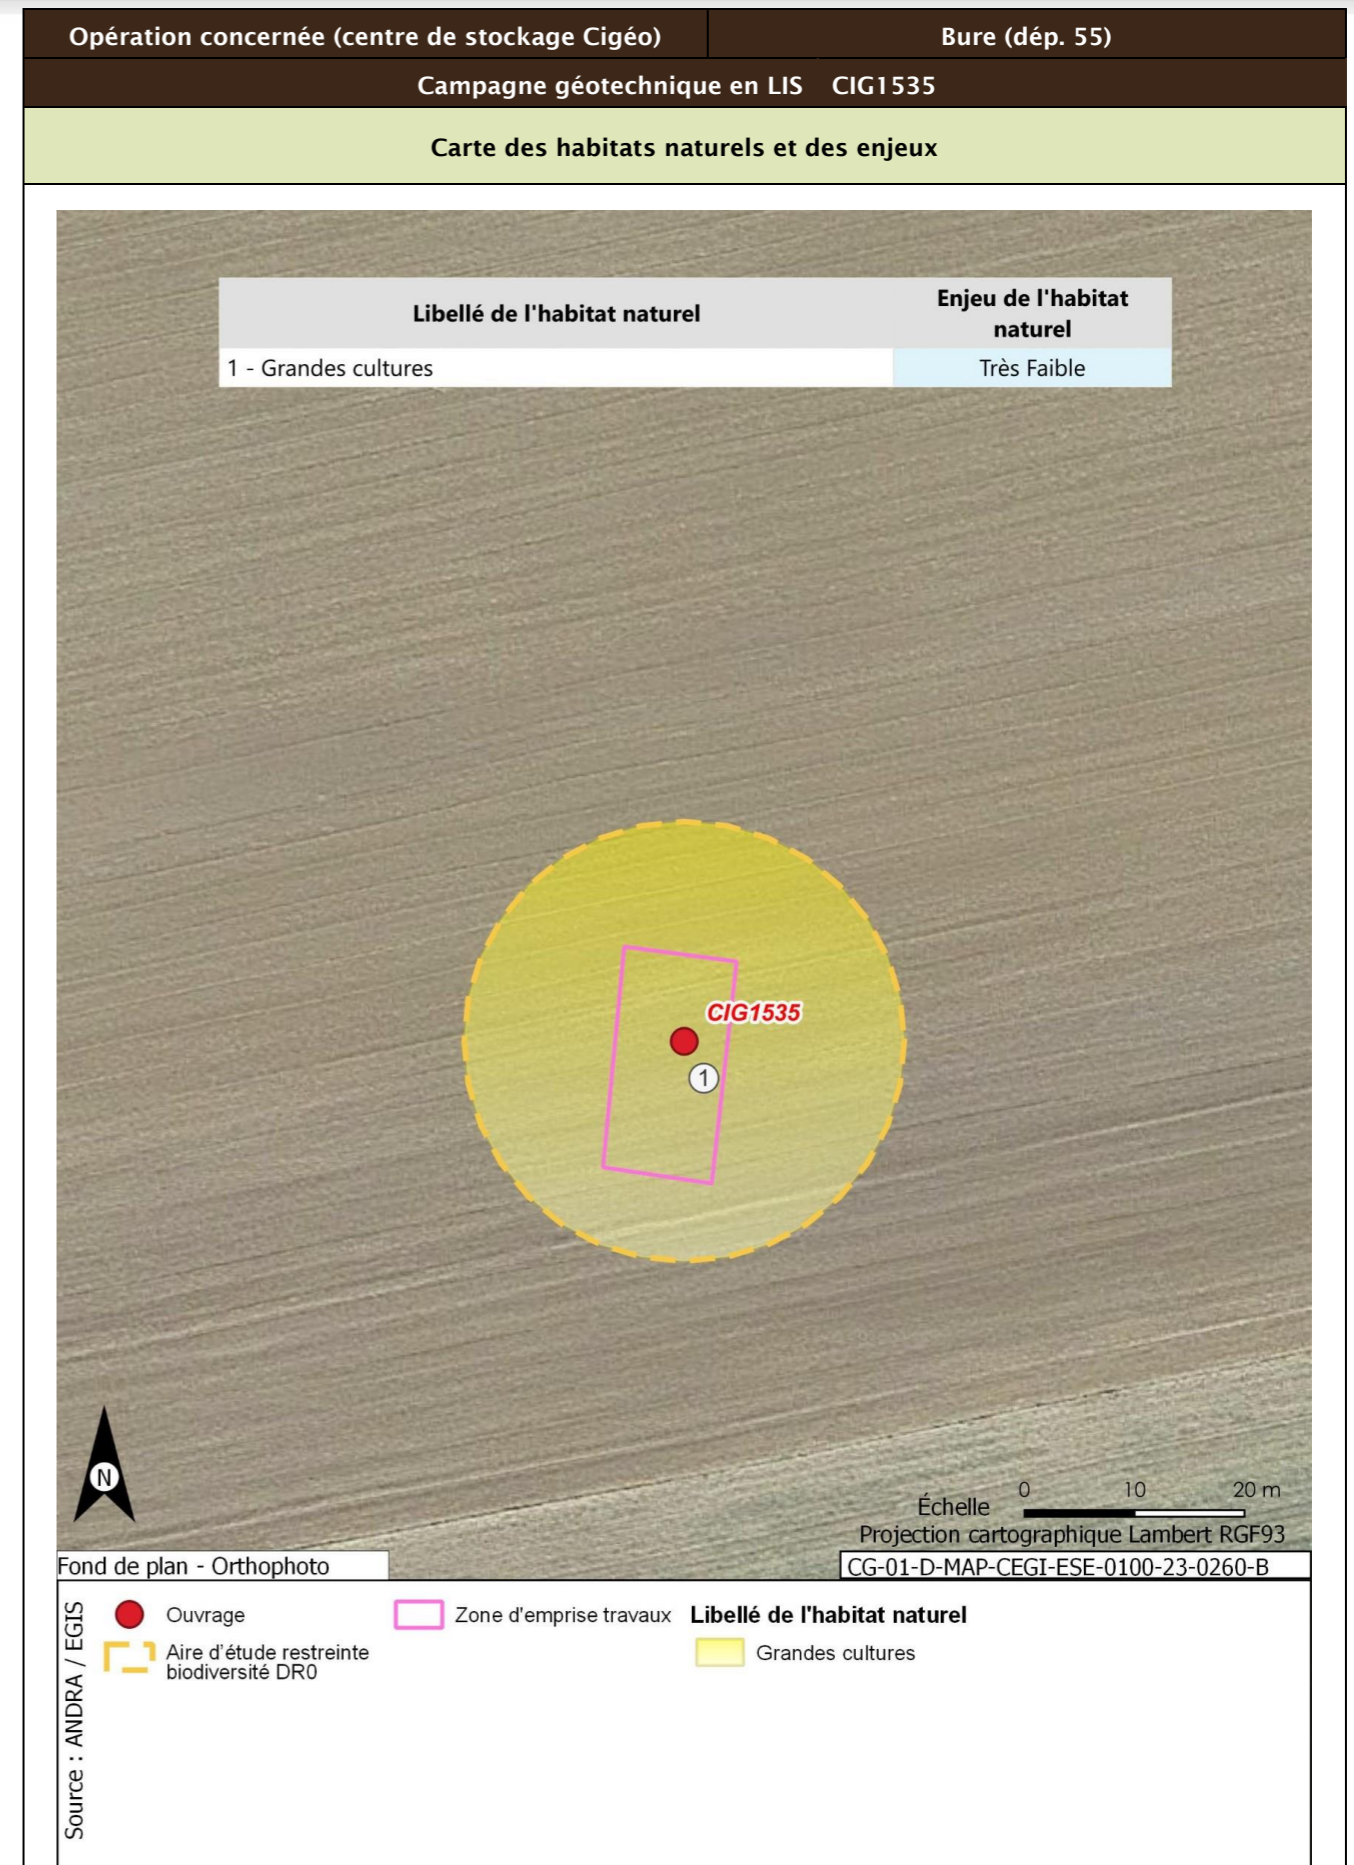 Opération concernée (centre de stockage Cigéo) Bure (dép. 55)
Campagne géotechnique en LIS CIG1535
Carte des habitats naturels et des enjeux
Libellé de l'habitat naturel Enjeu de l'habitat
naturel
1 - Grandes cultures Très Faible
CIG1535
1
N
Échelle 0 10 20 m
Projection cartographique Lambert RGF93
Fond de plan - Orthophoto CG-01-D-MAP-CEGI-ESE-0100-23-0260-B
Source : ANDRA / EGIS
Ouvrage Zone d'emprise travaux Libellé de l'habitat naturel
Aire d'étude restreinte
biodiversité DR0
Grandes cultures